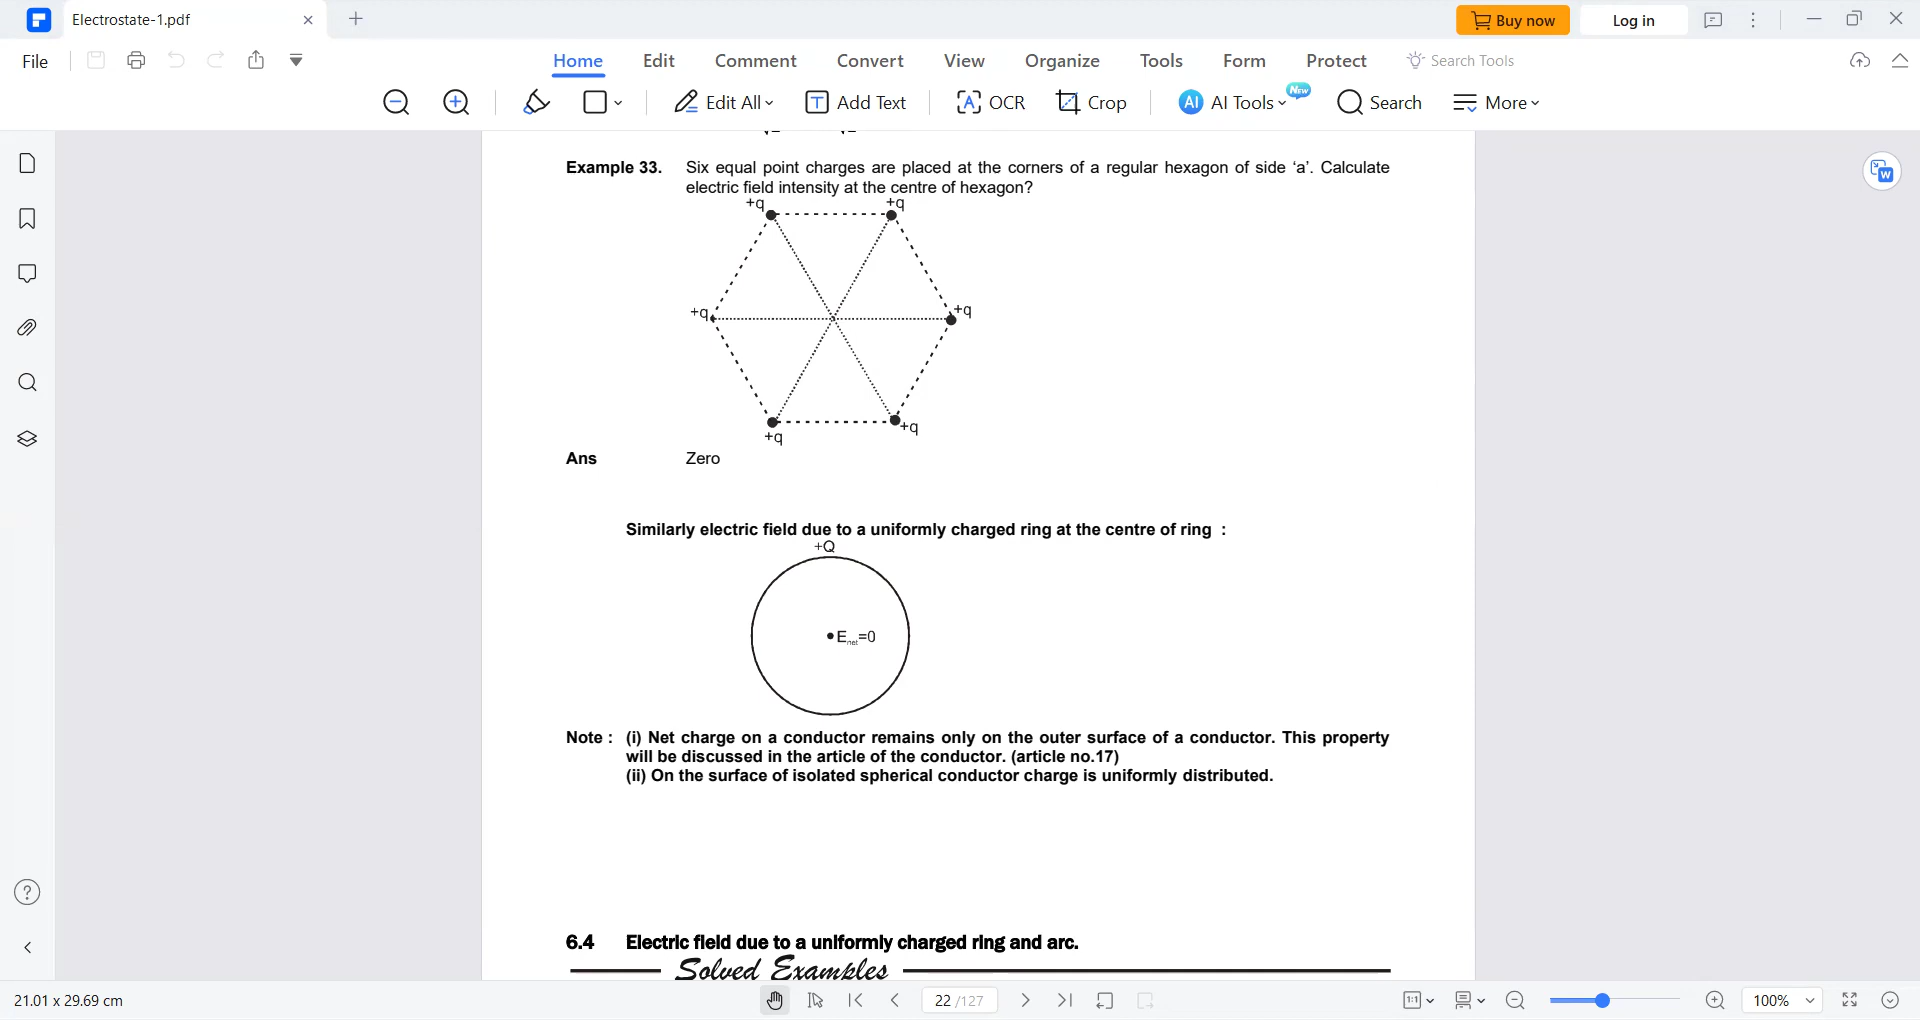 Electrostate-1.pdf
Buy now
Log in
File
Home
Edit
Comment
Convert
View
Organize
Tools
Form
Protect
Search Tools
Edit All
Add Text
OCR
Crop
AI Tools
New
Search
More
Example 33. Six equal point charges are placed at the corners of a regular hexagon of side ‘a’. Calculate
electric field intensity at the centre of hexagon?
+q +q
+q +q
+q +q
Ans Zero
Similarly electric field due to a uniformly charged ring at the centre of ring :
+Q
E_net=0
Note : (i) Net charge on a conductor remains only on the outer surface of a conductor. This property
will be discussed in the article of the conductor. (article no.17)
(ii) On the surface of isolated spherical conductor charge is uniformly distributed.
6.4 Electric field due to a uniformly charged ring and arc.
Solved Examples
21.01 x 29.69 cm
22 /127
1:1
100%